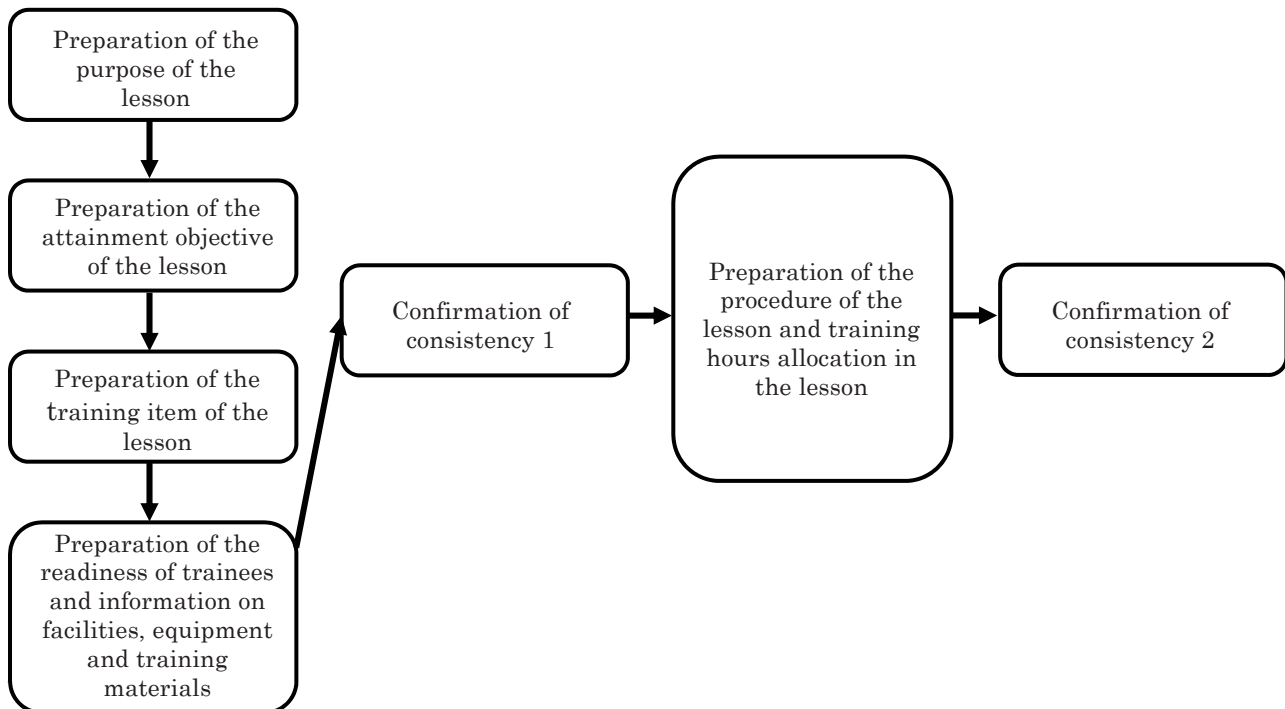 Preparation of the
purpose of the
lesson
Preparation of the
attainment objective
of the lesson
Preparation of the
training item of the
lesson
Preparation of the
readiness of trainees
and information on
facilities, equipment
and training
materials
Confirmation of
consistency 1
Preparation of the
procedure of the
lesson and training
hours allocation in
the lesson
Confirmation of
consistency 2